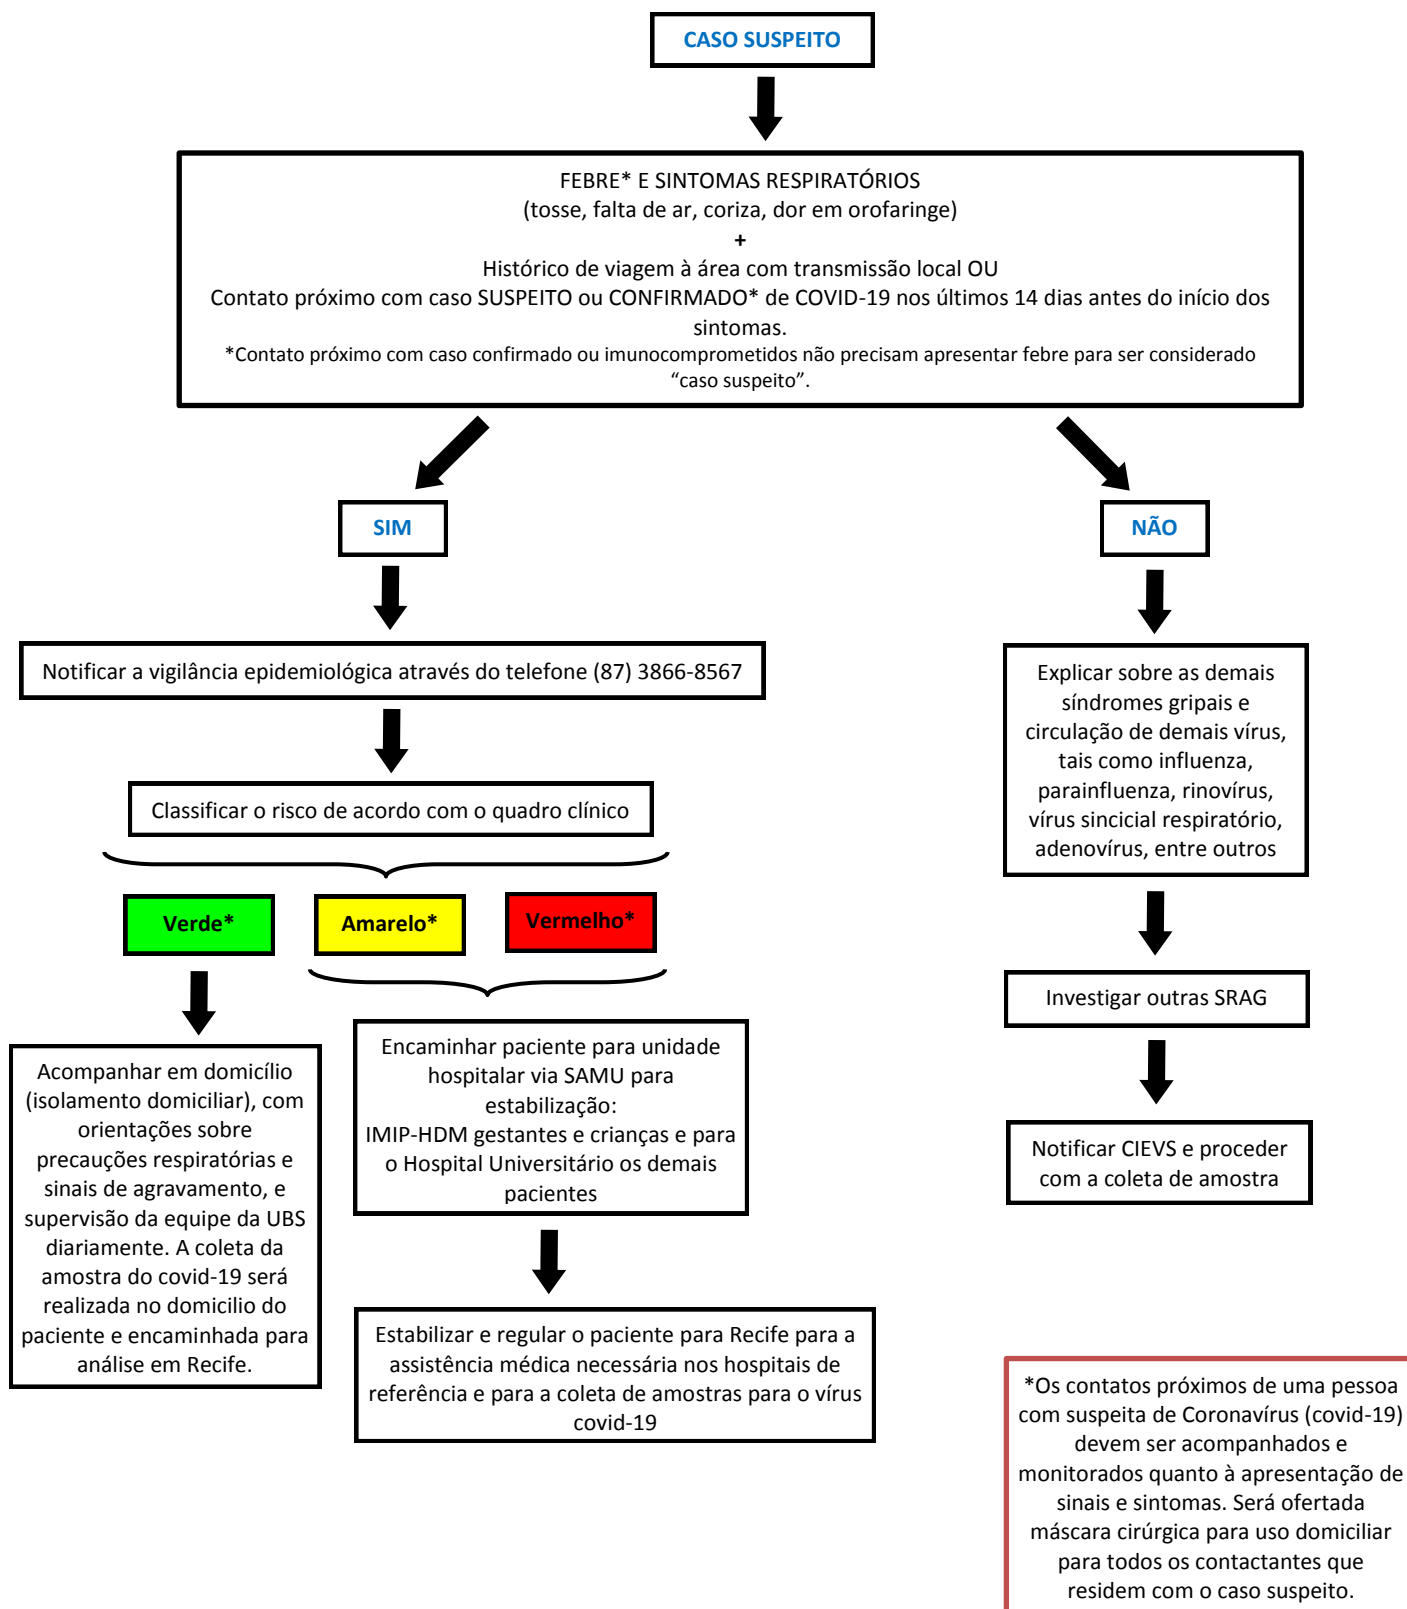 CASO SUSPEITO
FEBRE* E SINTOMAS RESPIRATÓRIOS
(tosse, falta de ar, coriza, dor em orofaringe)
+
Histórico de viagem à área com transmissão local OU
Contato próximo com caso SUSPEITO ou CONFIRMADO* de COVID-19 nos últimos 14 dias antes do início dos
sintomas.
*Contato próximo com caso confirmado ou imunocomprometidos não precisam apresentar febre para ser considerado
“caso suspeito”.
SIM
NÃO
Notificar a vigilância epidemiológica através do telefone (87) 3866-8567
Classificar o risco de acordo com o quadro clínico
Verde*
Amarelo*
Vermelho*
Acompanhar em domicílio
(isolamento domiciliar), com
orientações sobre
precauções respiratórias e
sinais de agravamento, e
supervisão da equipe da UBS
diariamente. A coleta da
amostra do covid-19 será
realizada no domicilio do
paciente e encaminhada para
análise em Recife.
Encaminhar paciente para unidade
hospitalar via SAMU para
estabilização:
IMIP-HDM gestantes e crianças e para
o Hospital Universitário os demais
pacientes
Estabilizar e regular o paciente para Recife para a
assistência médica necessária nos hospitais de
referência e para a coleta de amostras para o vírus
covid-19
Explicar sobre as demais
síndromes gripais e
circulação de demais vírus,
tais como influenza,
parainfluenza, rinovírus,
vírus sincicial respiratório,
adenovírus, entre outros
Investigar outras SRAG
Notificar CIEVS e proceder
com a coleta de amostra
*Os contatos próximos de uma pessoa
com suspeita de Coronavírus (covid-19)
devem ser acompanhados e
monitorados quanto à apresentação de
sinais e sintomas. Será ofertada
máscara cirúrgica para uso domiciliar
para todos os contactantes que
residem com o caso suspeito.